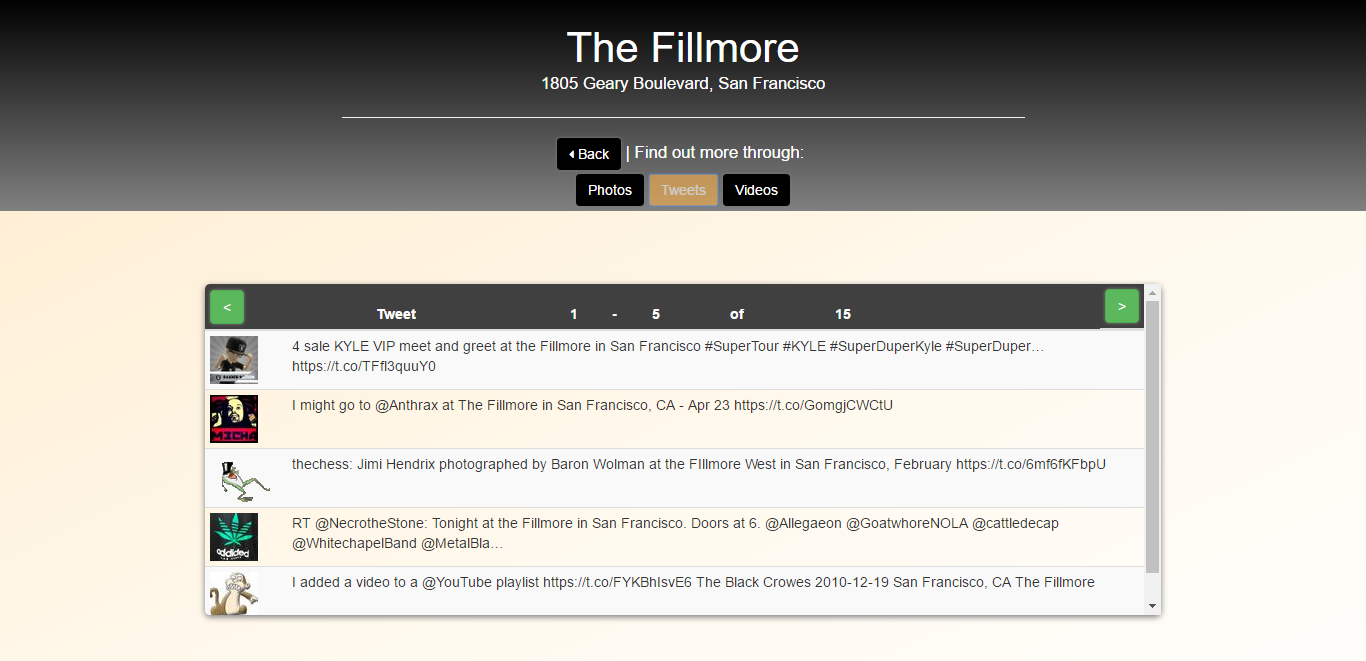 The Fillmore
1805 Geary Boulevard, San Francisco
Back | Find out more through:
Photos Tweets Videos
< Tweet 1 - 5 of 15 >
4 sale KYLE VIP meet and greet at the Fillmore in San Francisco #SuperTour #KYLE #SuperDuperKyle #SuperDuper…
https://t.co/TFfl3quuY0
I might go to @Anthrax at The Fillmore in San Francisco, CA - Apr 23 https://t.co/GomgjCWCtU
MICHA
thechess: Jimi Hendrix photographed by Baron Wolman at the FIllmore West in San Francisco, February https://t.co/6mf6fKFbpU
RT @NecrotheStone: Tonight at the Fillmore in San Francisco. Doors at 6. @Allegaeon @GoatwhoreNOLA @cattledecap
@WhitechapelBand @MetalBla…
addided
I added a video to a @YouTube playlist https://t.co/FYKBhIsvE6 The Black Crowes 2010-12-19 San Francisco, CA The Fillmore